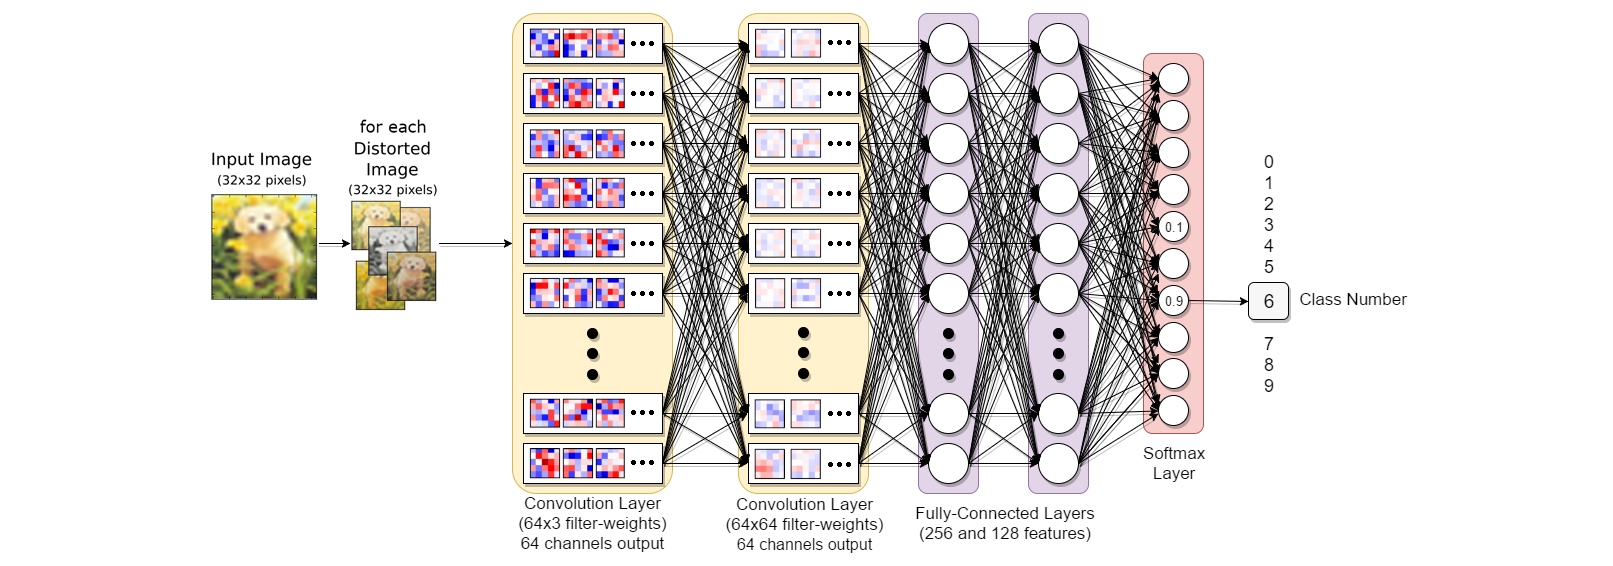 Input Image
(32x32 pixels)
for each
Distorted
Image
(32x32 pixels)
Convolution Layer
(64x3 filter-weights)
64 channels output
Convolution Layer
(64x64 filter-weights)
64 channels output
Fully-Connected Layers
(256 and 128 features)
0.1
0.9
Softmax
Layer
0
1
2
3
4
5
6
Class Number
7
8
9